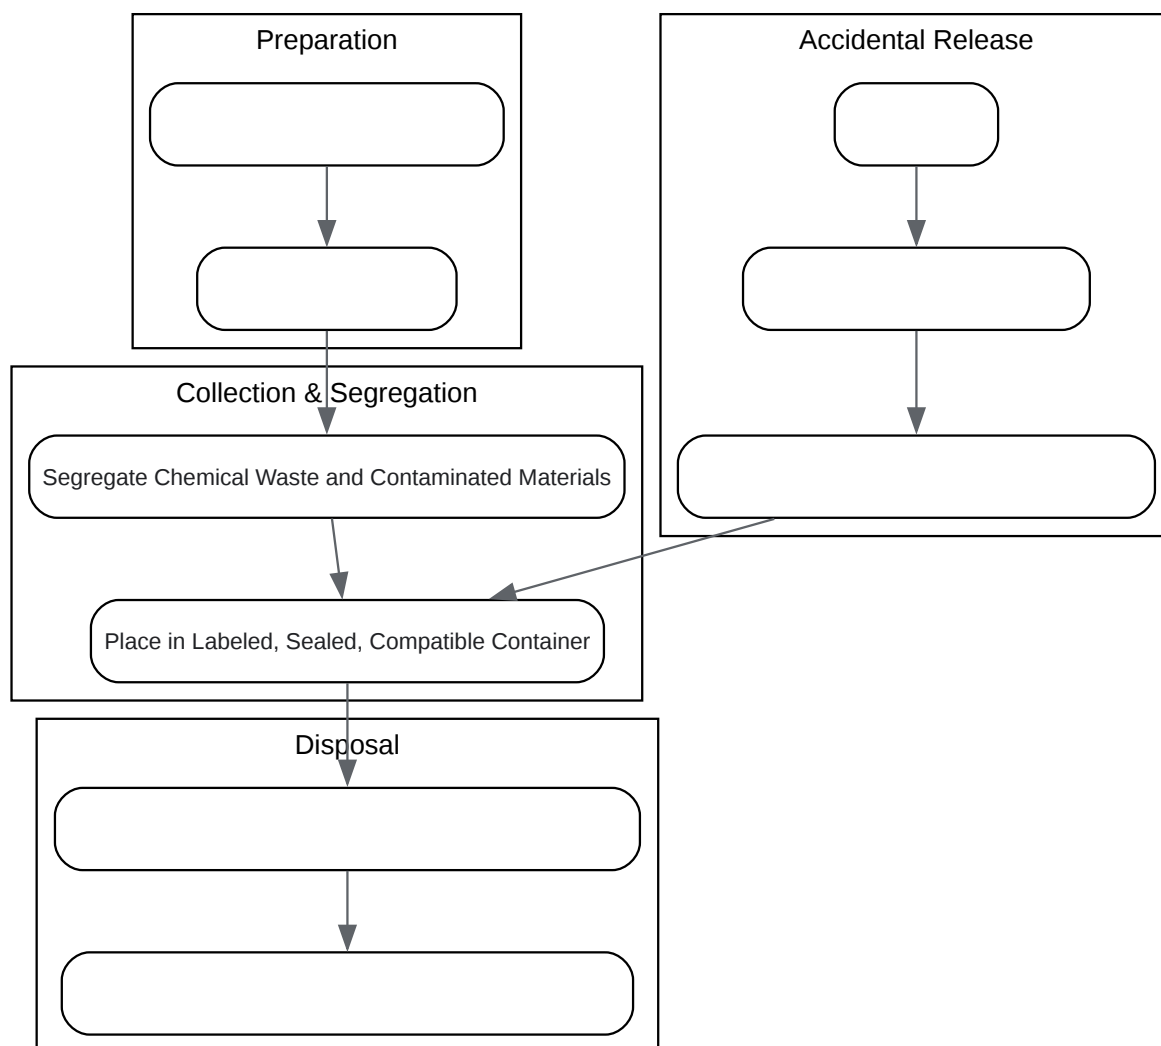 Preparation
Accidental Release
Collection & Segregation
Segregate Chemical Waste and Contaminated Materials
Place in Labeled, Sealed, Compatible Container
Disposal